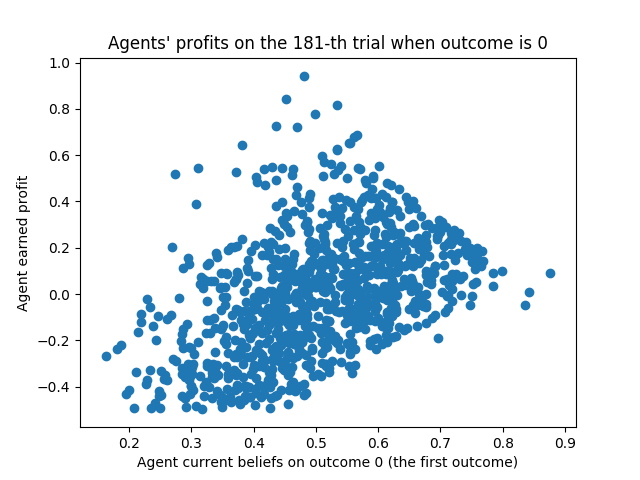 Agents' profits on the 181-th trial when outcome is 0
1.0
0.8
0.6
0.4
0.2
0.0
−0.2
−0.4
Agent earned profit
0.2 0.3 0.4 0.5 0.6 0.7 0.8 0.9
Agent current beliefs on outcome 0 (the first outcome)